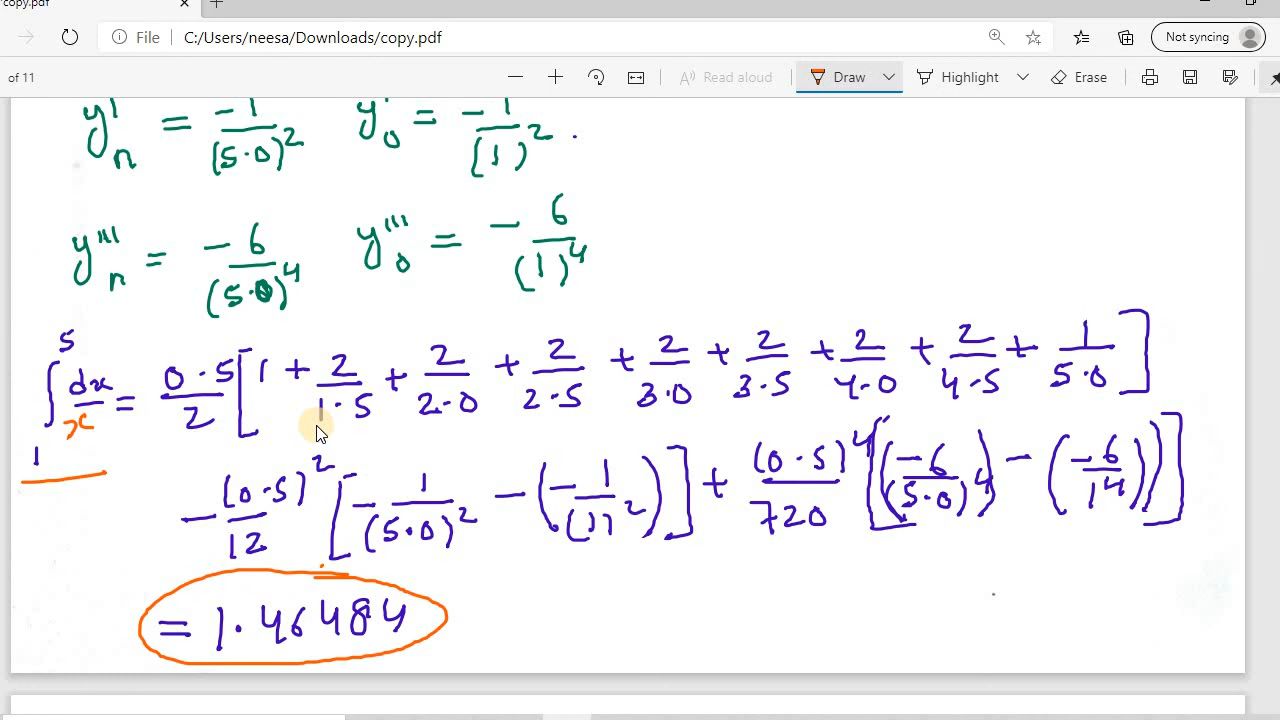 copy.pdf
File C:/Users/neesa/Downloads/copy.pdf Not syncing
of 11 Read aloud Draw Highlight Erase
y'ₙ = -1/(5·0)² y'₀ = -1/(1)² .
y'''ₙ = -6/(5·0)⁴ y'''₀ = -6/(1)⁴
∫₁⁵ dx/x = 0·5/2 [1 + 2/1·5 + 2/2·0 + 2/2·5 + 2/3·0 + 2/3·5 + 2/4·0 + 2/4·5 + 1/5·0]
- (0·5)²/12 [-1/(5·0)² - (-1/(1)²)] + (0·5)⁴/720 [(-6/(5·0)⁴) - (-6/1⁴)]
= 1.46484